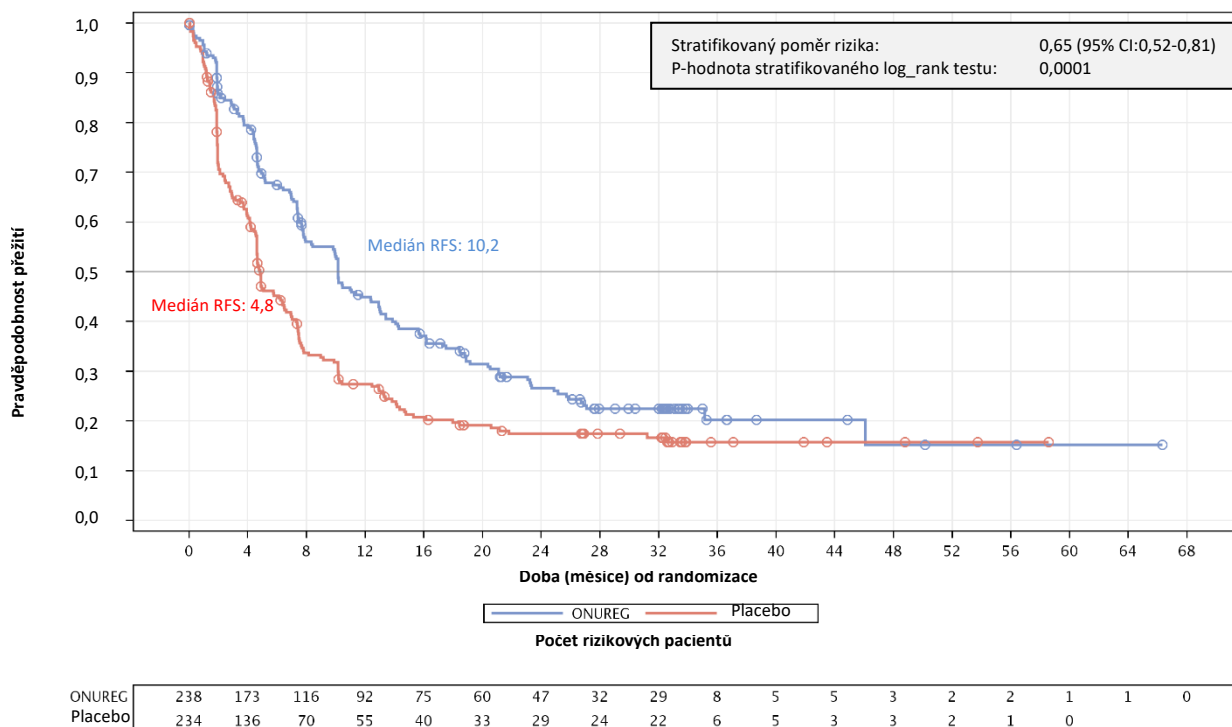 1,0
Stratifikovaný poměr rizika: 0,65 (95% CI:0,52-0,81)
P-hodnota stratifikovaného log_rank testu: 0,0001
0,9
0,8
0,7
0,6
Medián RFS: 10,2
0,5
Medián RFS: 4,8
0,4
0,3
0,2
0,1
0,0
Pravděpodobnost přežití
0 4 8 12 16 20 24 28 32 36 40 44 48 52 56 60 64 68
Doba (měsíce) od randomizace
ONUREG Placebo
Počet rizikových pacientů
ONUREG 238 173 116 92 75 60 47 32 29 8 5 5 3 2 2 1 1 0
Placebo 234 136 70 55 40 33 29 24 22 6 5 3 3 2 1 0